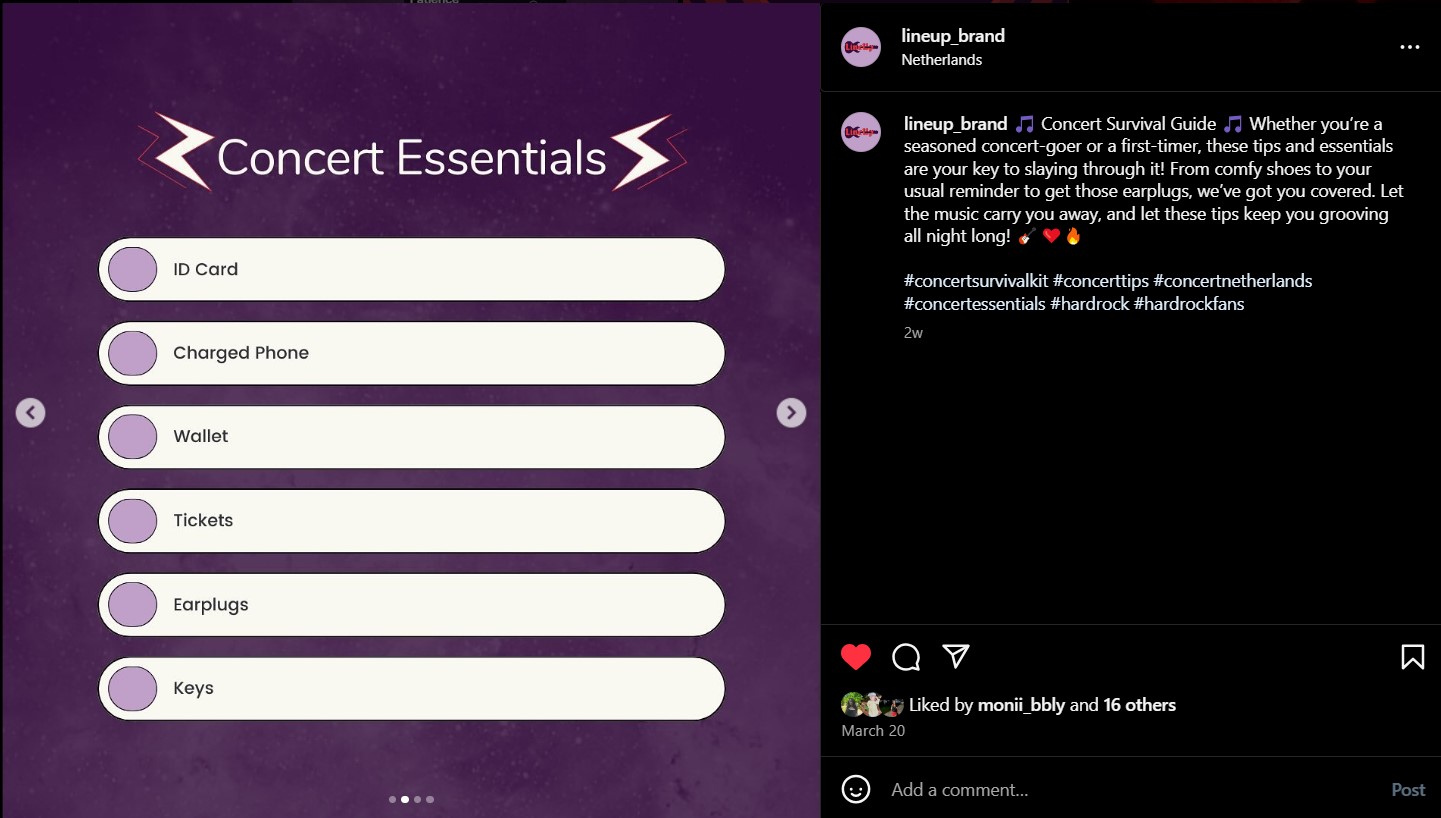 Concert Essentials
ID Card
Charged Phone
Wallet
Tickets
Earplugs
Keys
lineup_brand
Netherlands
lineup_brand 🎵 Concert Survival Guide 🎵 Whether you’re a
seasoned concert-goer or a first-timer, these tips and essentials
are your key to slaying through it! From comfy shoes to your
usual reminder to get those earplugs, we’ve got you covered. Let
the music carry you away, and let these tips keep you grooving
all night long! 🎸 ❤️ 🔥
#concertsurvivalkit #concerttips #concertnetherlands
#concertessentials #hardrock #hardrockfans
2w
Liked by monii_bbly and 16 others
March 20
Add a comment...
Post